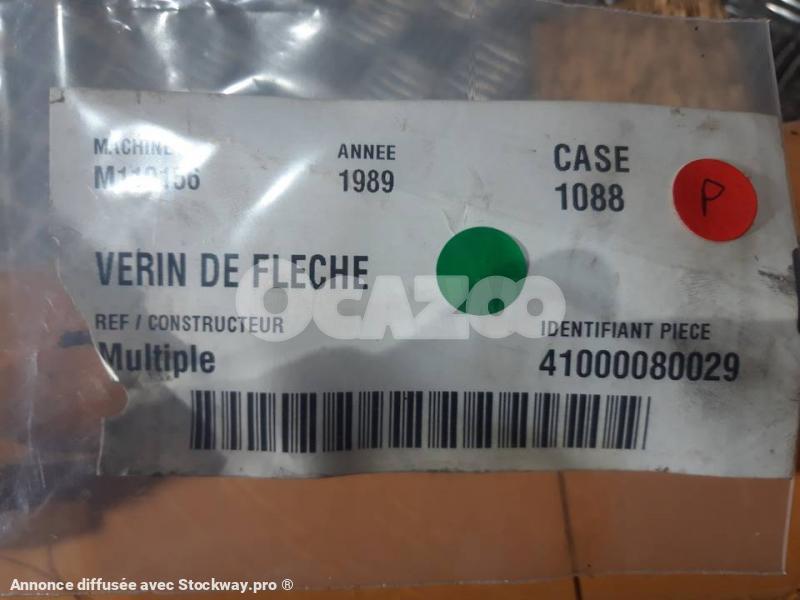 MACHINE ANNEE CASE
1989 1088
P
VERIN DE FLECHE
OCAZOO
REF / CONSTRUCTEUR IDENTIFIANT PIECE
Multiple 41000080029
Annonce diffusée avec Stockway.pro ®